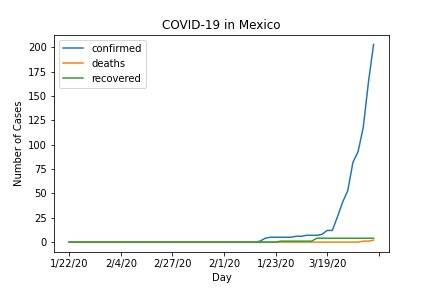 COVID-19 in Mexico
confirmed
deaths
recovered
Number of Cases
200
175
150
125
100
75
50
25
0
1/22/20 2/4/20 2/27/20 2/1/20 1/23/20 3/19/20
Day